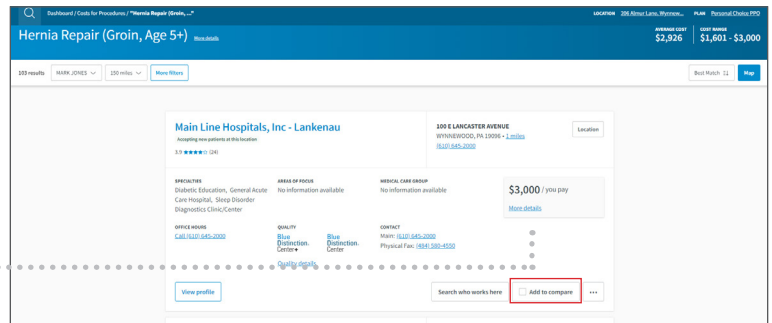 Dashboard / Costs for Procedures / "Hernia Repair (Groin, ..."
LOCATION 206 Almur Lane, Wynnew... PLAN Personal Choice PPO
Hernia Repair (Groin, Age 5+) More details
AVERAGE COST
$2,926
COST RANGE
$1,601 - $3,000
103 results
MARK JONES
150 miles
More filters
Best Match
Map
Main Line Hospitals, Inc - Lankenau
Accepting new patients at this location
3.9 ★★★★☆ (24)
100 E LANCASTER AVENUE
WYNNEWOOD, PA 19096 • 1 miles
(610) 645-2000
Location
SPECIALTIES
Diabetic Education, General Acute
Care Hospital, Sleep Disorder
Diagnostics Clinic/Center
AREAS OF FOCUS
No information available
MEDICAL CARE GROUP
No information available
$3,000 / you pay
More details
OFFICE HOURS
Call (610) 645-2000
QUALITY
Blue
Distinction.
Center+
Blue
Distinction.
Center
Quality details
CONTACT
Main: (610) 645-2000
Physical Fax: (484) 580-4550
View profile
Search who works here
Add to compare
...